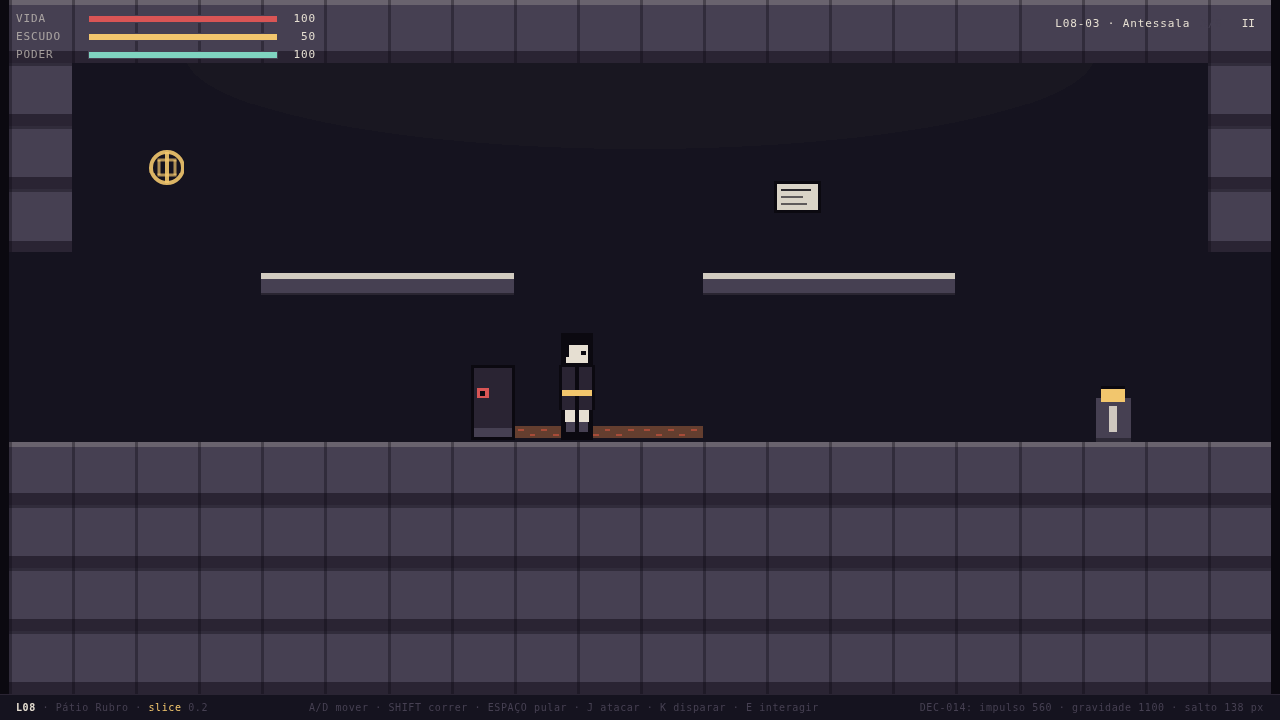 VIDA 100
ESCUDO 50
PODER 100
L08-03 · Antessala II
L08 · Pátio Rubro · slice 0.2
A/D mover · SHIFT correr · ESPAÇO pular · J atacar · K disparar · E interagir
DEC-014: impulso 560 · gravidade 1100 · salto 138 px